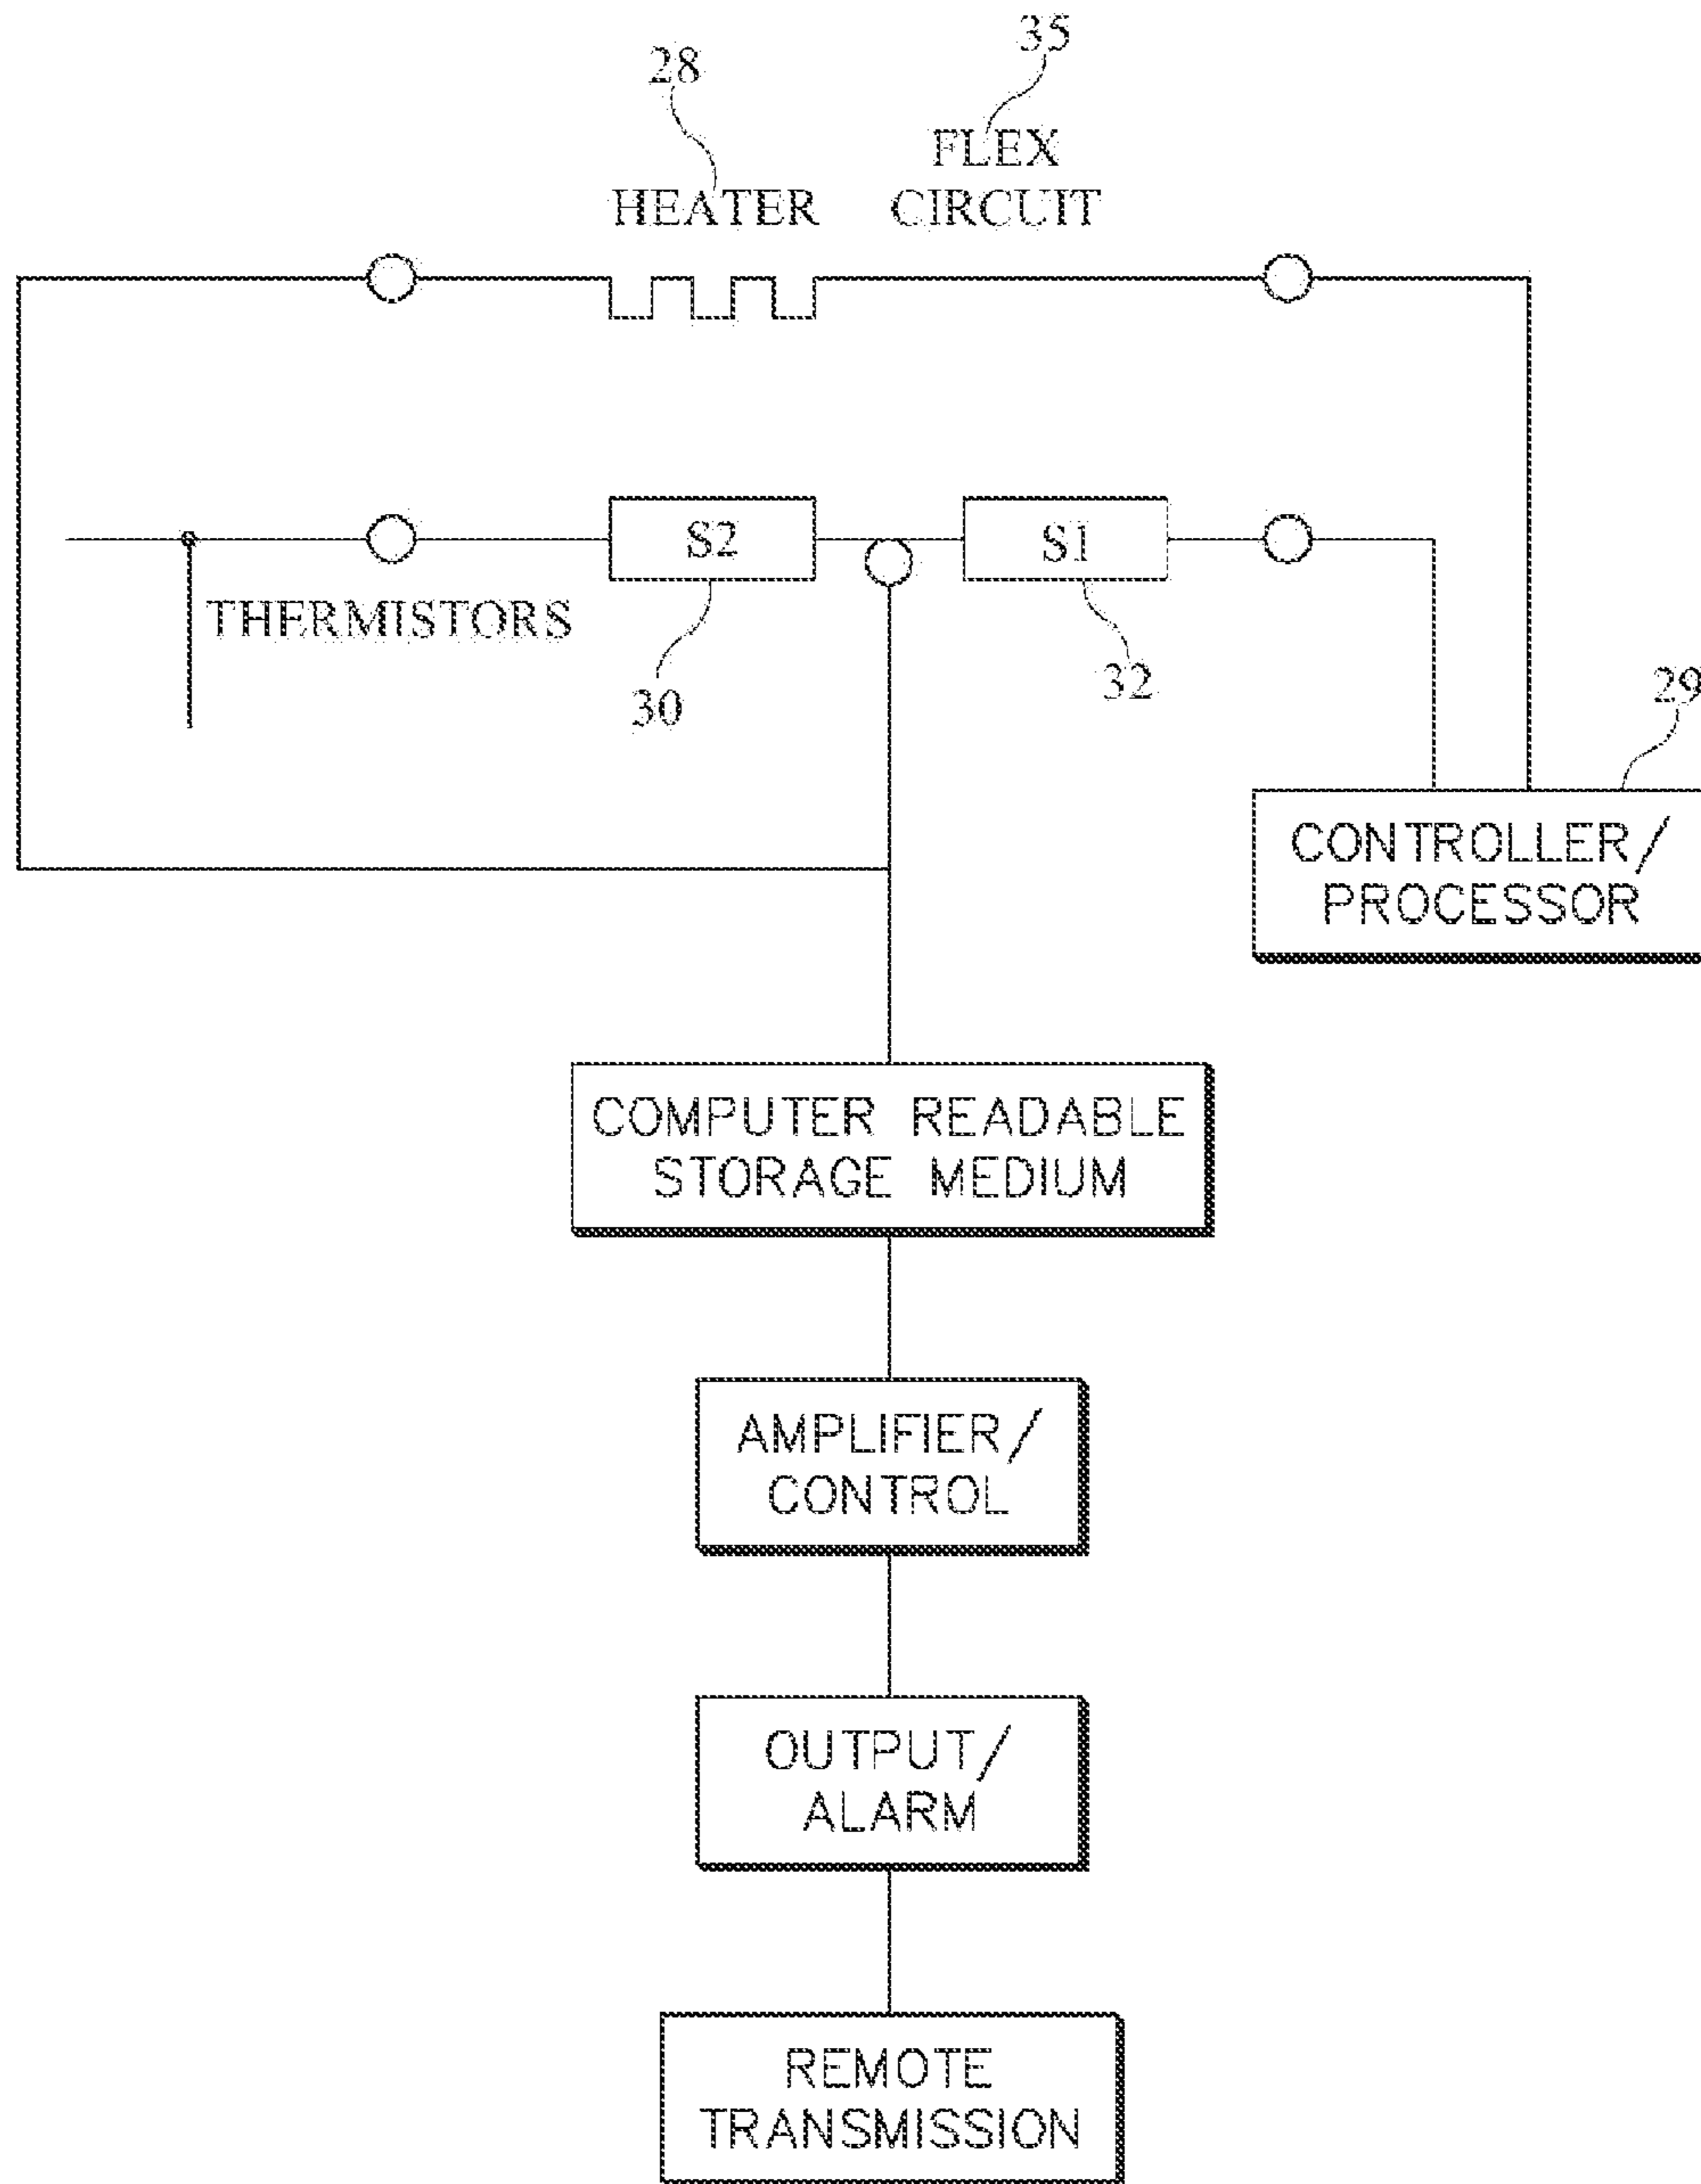 35
28
FLEX
HEATER CIRCUIT
S2
S1
THERMISTORS
30
32
29
CONTROLLER/
PROCESSOR
COMPUTER READABLE
STORAGE MEDIUM
AMPLIFIER/
CONTROL
OUTPUT/
ALARM
REMOTE
TRANSMISSION